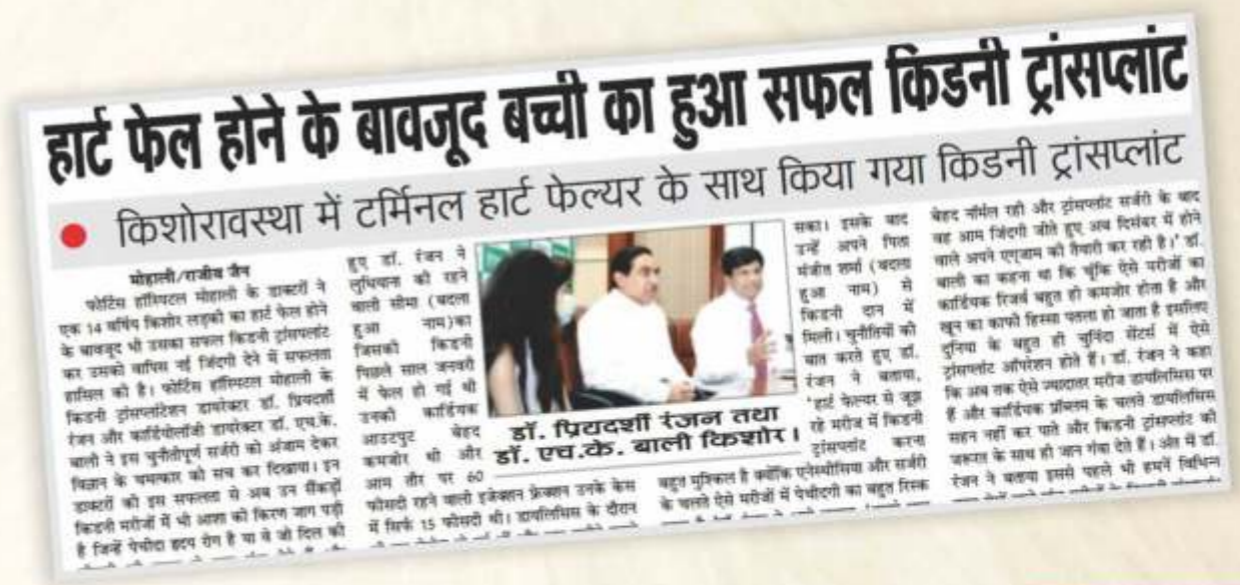 हार्ट फेल होने के बावजूद बच्ची का हुआ सफल किडनी ट्रांसप्लांट
● किशोरावस्था में टर्मिनल हार्ट फेल्यर के साथ किया गया किडनी ट्रांसप्लांट
मोहाली/राजीव जैन
फोर्टिस हॉस्पिटल मोहाली के डाक्टरों ने
एक 14 वर्षिय किशोर लड़की का हार्ट फेल होने
के बावजूद भी उसका सफल किडनी ट्रांसप्लांट
कर उसको वापिस नई जिंदगी देने में सफलता
हासिल की है। फोर्टिस हॉस्पिटल मोहाली के
किडनी ट्रांसप्लांटेशन डायरेक्टर डॉ. प्रियदर्शी
रंजन और कार्डियोलॉजी डायरेक्टर डॉ. एच.के.
बाली ने इस चुनौतीपूर्ण सर्जरी को अंजाम देकर
विज्ञान के चमत्कार को सच कर दिखाया। इन
डाक्टरों की इस सफलता से अब उन सैंकड़ों
किडनी मरीजों में भी आशा की किरण जाग पड़ी
है जिन्हें पेचीदा ह्रदय रोग है या वे जो दिल की
हुए डॉ. रंजन ने
लुधियाना की रहने
वाली सीमा (बदला
हुआ नाम)का
जिसकी किडनी
पिछले साल जनवरी
में फेल हो गई थी
उनको कार्डियक
आउटपुट बेहद
कमजोर थी और
आम तौर पर 60
फीसदी रहने वाली इजेक्शन फ्रेक्शन उनके केस
में सिर्फ 15 फीसदी थी। डायलिसिस के दौरान
डॉ. प्रियदर्शी रंजन तथा
डॉ. एच.के. बाली किशोर।
सका। इसके बाद
उन्हें अपने पिता
मंजीत शर्मा (बदला
हुआ नाम) से
किडनी दान में
मिली। चुनौतियों की
बात करते हुए डॉ.
रंजन ने बताया,
'हार्ट फेल्यर से जूझ
रहे मरीज में किडनी
ट्रांसप्लांट करना
बहुत मुश्किल है क्योंकि एनेस्थीसिया और सर्जरी
के चलते ऐसे मरीजों में पेचीदगी का बहुत रिस्क
बेहद नॉर्मल रही और ट्रांसप्लांट सर्जरी के बाद
वह आम जिंदगी जीते हुए अब दिसंबर में होने
वाले अपने एग्जाम की तैयारी कर रही है।' डॉ.
बाली का कहना था कि चूंकि ऐसे मरीजों का
कार्डियक रिजर्व बहुत ही कमजोर होता है और
खून का काफी हिस्सा पतला हो जाता है इसलिए
दुनिया के बहुत ही चुनिंदा सेंटर्स में ऐसे
ट्रांसप्लांट ऑपरेशन होते हैं। डॉ. रंजन ने कहा
कि अब तक ऐसे ज्यादातर मरीज डायलिसिस पर
हैं और कार्डियक प्रॉब्लम के चलते डायलिसिस
सहन नहीं कर पाते और किडनी ट्रांसप्लांट की
जरूरत के साथ ही जान गंवा देते हैं। अंत में डॉ.
रंजन ने बताया इससे पहले भी हमनें विभिन्न